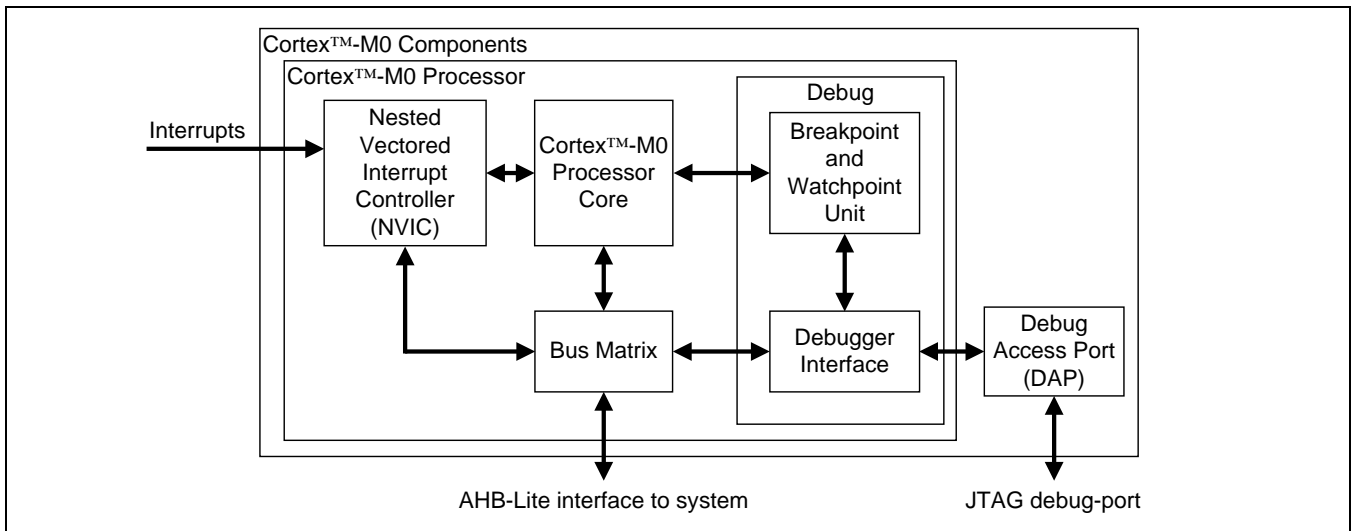 Cortex™-M0 Components
Cortex™-M0 Processor
Debug
Interrupts
Nested
Vectored
Interrupt
Controller
(NVIC)
Cortex™-M0
Processor
Core
Breakpoint
and
Watchpoint
Unit
Bus Matrix
Debugger
Interface
Debug
Access Port
(DAP)
AHB-Lite interface to system
JTAG debug-port